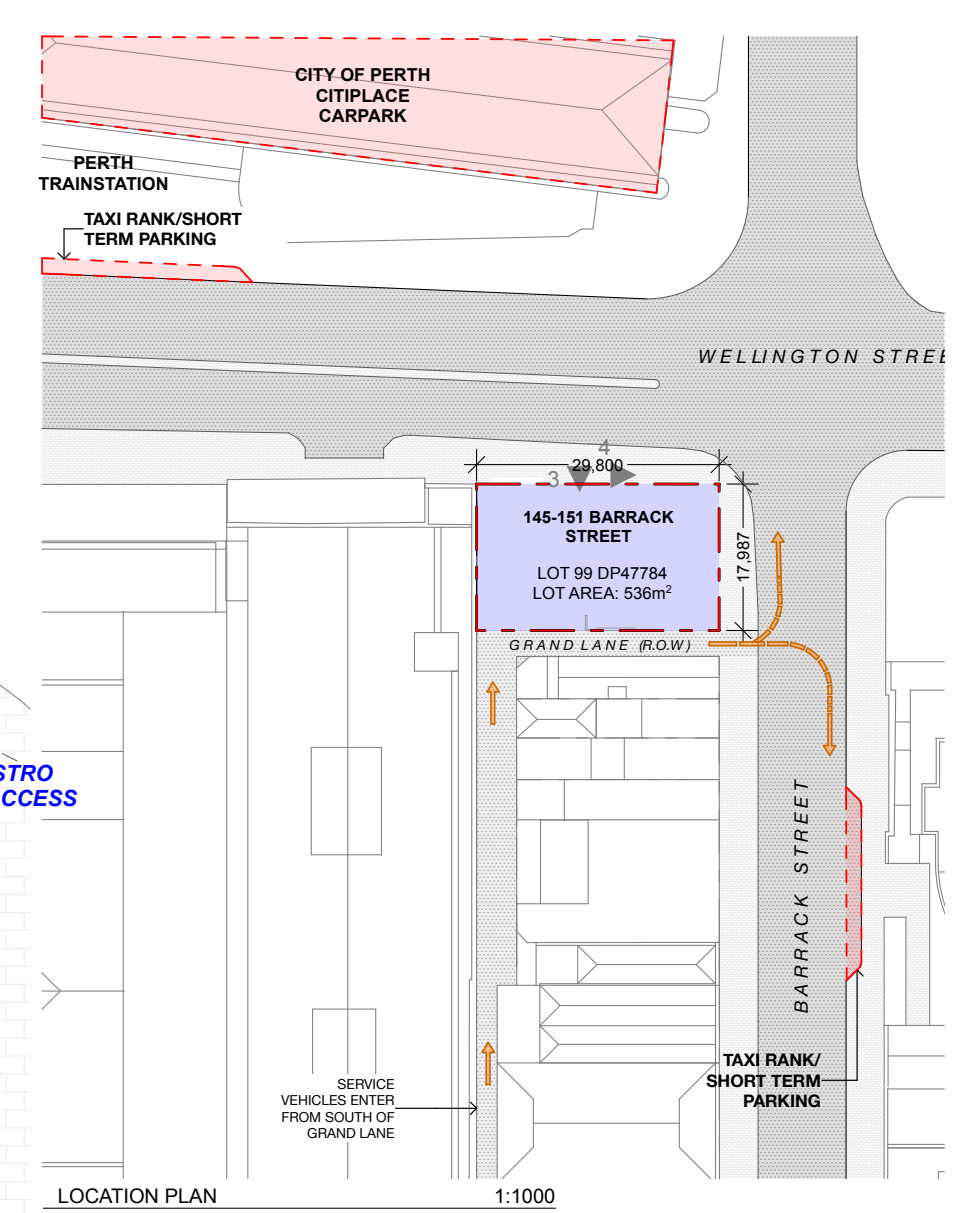 CITY OF PERTH
CITIPLACE
CARPARK
PERTH
TRAINSTATION
TAXI RANK/SHORT
TERM PARKING
WELLINGTON STREE
4
29,800
3
145-151 BARRACK
STREET
17,987
LOT 99 DP47784
LOT AREA: 536m²
GRAND LANE (R.O.W)
STRO
CCESS
BARRACK STREET
TAXI RANK/
SHORT TERM
PARKING
SERVICE
VEHICLES ENTER
FROM SOUTH OF
GRAND LANE
LOCATION PLAN 1:1000